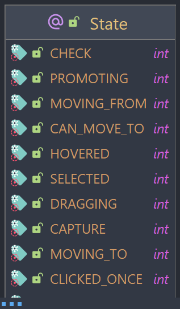 @ State
CHECK int
PROMOTING int
MOVING_FROM int
CAN_MOVE_TO int
HOVERED int
SELECTED int
DRAGGING int
CAPTURE int
MOVING_TO int
CLICKED_ONCE int